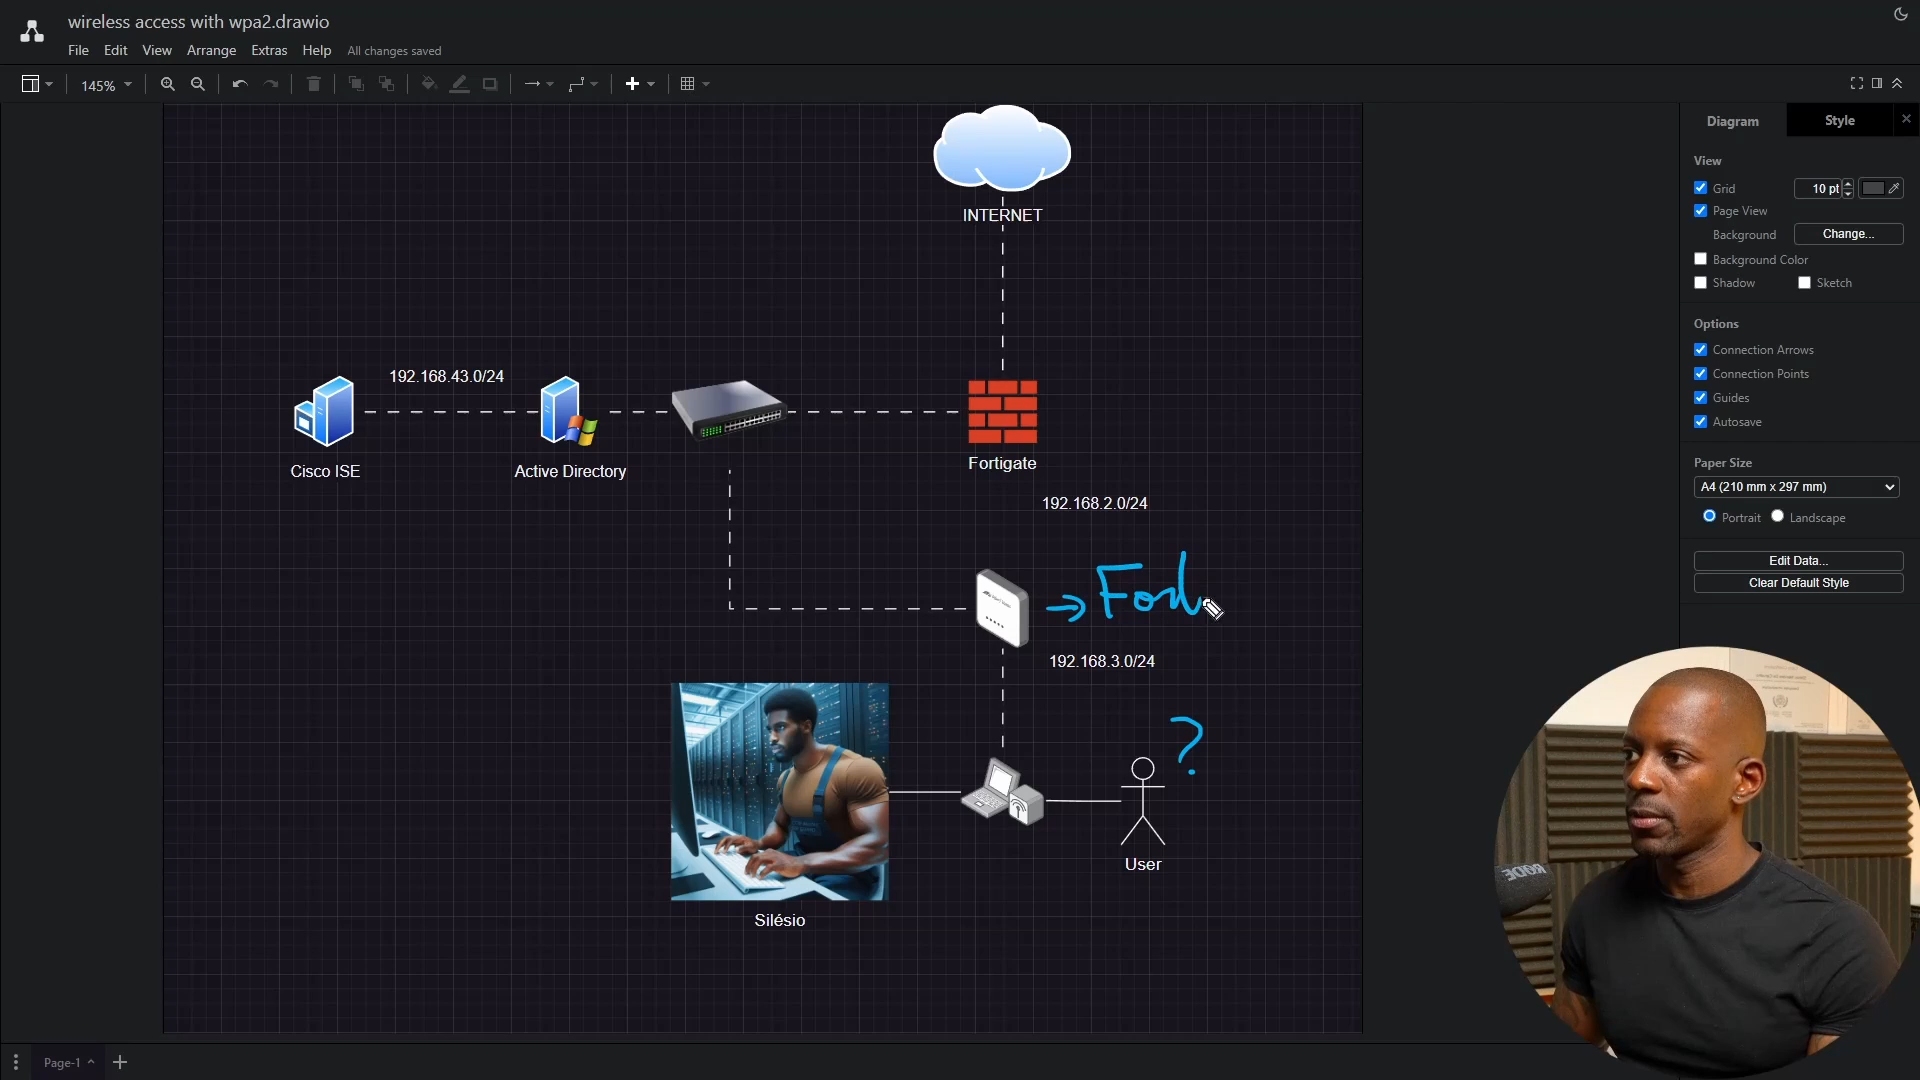 wireless access with wpa2.drawio
File Edit View Arrange Extras Help All changes saved
145%
Diagram Style
View
Grid 10 pt
Page View
Background Change...
Background Color
Shadow Sketch
Options
Connection Arrows
Connection Points
Guides
Autosave
Paper Size
A4 (210 mm x 297 mm)
Portrait Landscape
Edit Data...
Clear Default Style
INTERNET
192.168.43.0/24
Cisco ISE
Active Directory
Fortigate
192.168.2.0/24
192.168.3.0/24
?
User
Silésio
RODE
Page-1